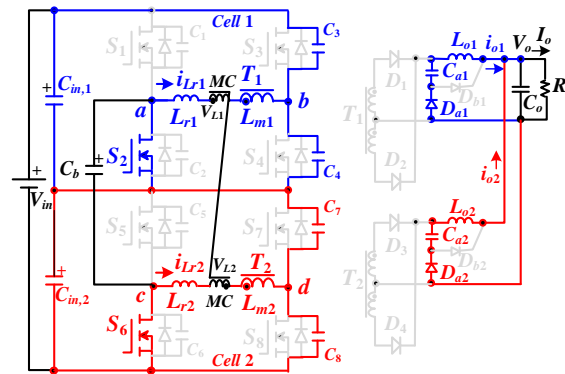 Cell 1
S1
C1
S3
C3
Cin,1
iLr1
MC
T1
a
Lr1
VL1
Lm1
b
S2
C2
S4
C4
Cb
Vin
S5
C5
S7
C7
Cin,2
iLr2
VL2
T2
c
Lr2
MC
Lm2
d
S6
C6
S8
C8
Cell 2
D1
Lo1
io1
Vo
Io
Ca1
Db1
T1
Da1
Co
R
D2
io2
D3
Lo2
Ca2
Db2
T2
Da2
D4